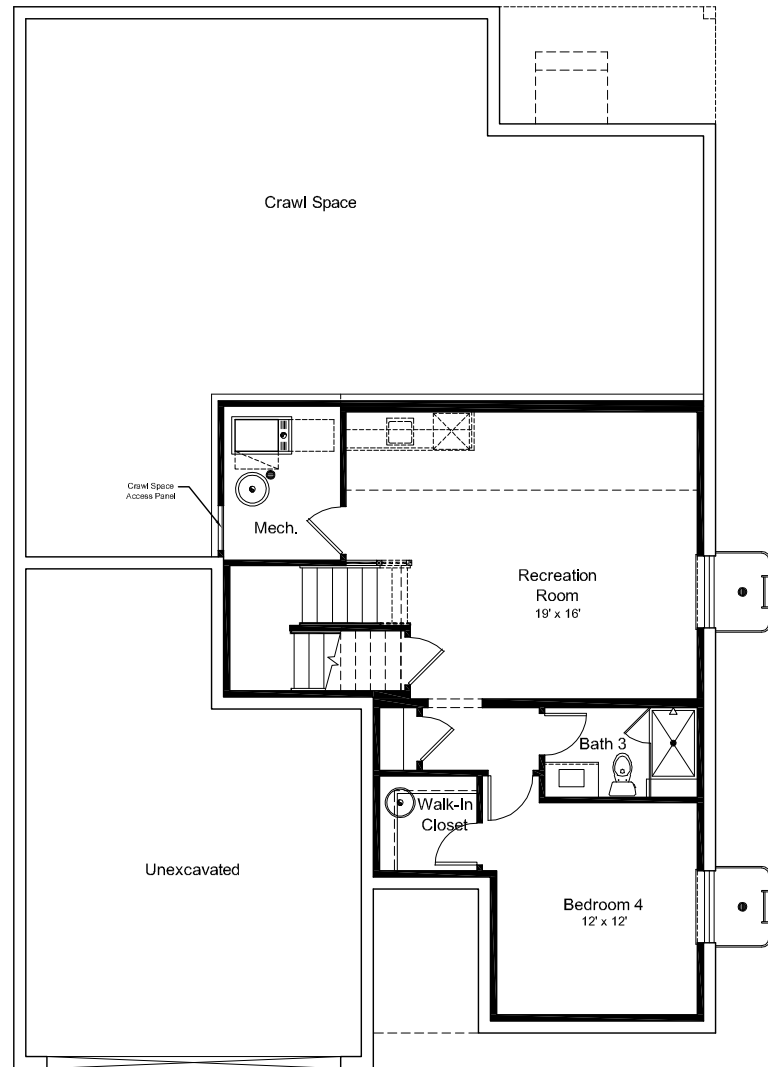 Crawl Space
Crawl Space
Access Panel
Mech.
Recreation
Room
19' x 16'
Bath 3
Walk-In
Closet
Unexcavated
Bedroom 4
12' x 12'